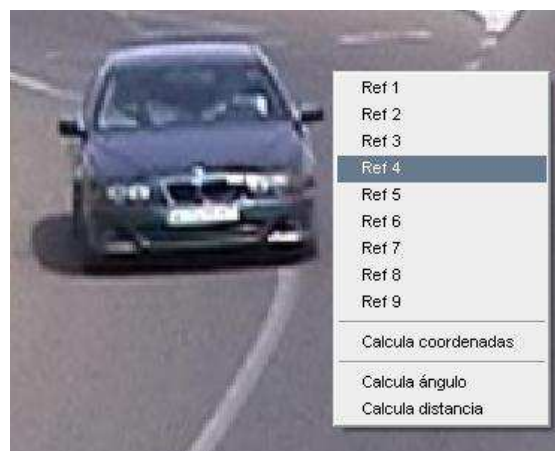 Ref 1
Ref 2
Ref 3
Ref 4
Ref 5
Ref 6
Ref 7
Ref 8
Ref 9
Calcula coordenadas
Calcula ángulo
Calcula distancia